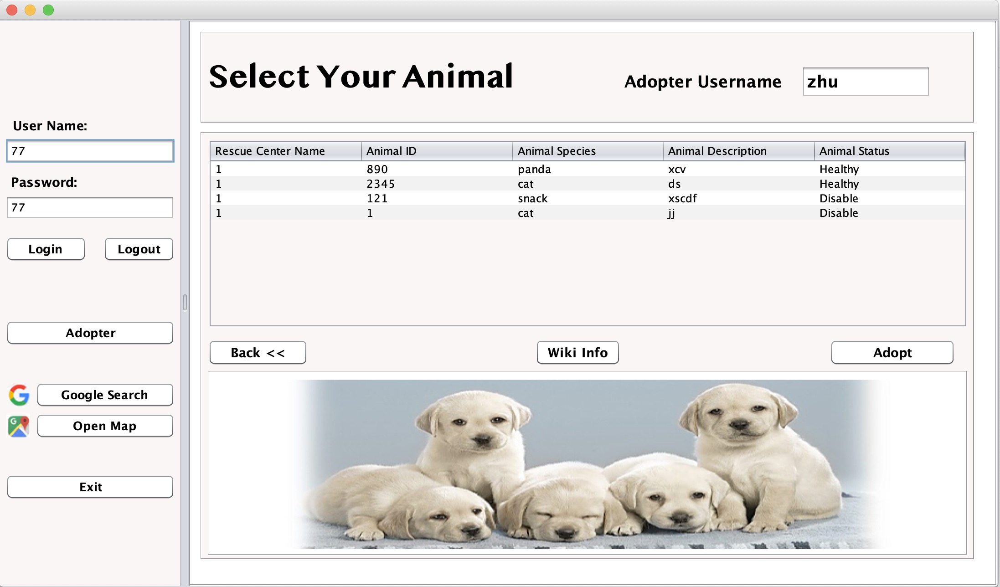 User Name:
77
Password:
77
Login Logout
Adopter
Google Search
Open Map
Exit
Select Your Animal
Adopter Username zhu
Rescue Center Name Animal ID Animal Species Animal Description Animal Status
1 890 panda xcv Healthy
1 2345 cat ds Healthy
1 121 snack xscdf Disable
1 1 cat jj Disable
Back << Wiki Info Adopt